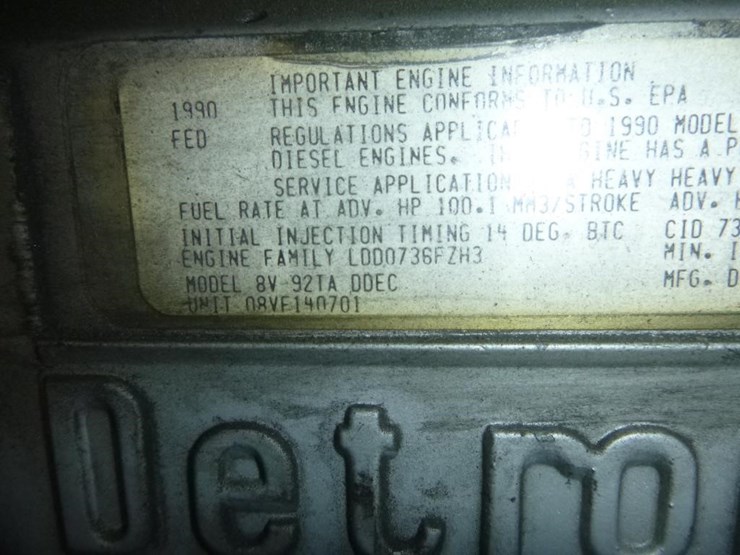 IMPORTANT ENGINE INFORMATION
1990 THIS ENGINE CONFORMS TO U.S. EPA
FED REGULATIONS 1990 MODEL
DIESEL ENGINES. HAS A P
SERVICE APPLICATION HEAVY HEAVY
FUEL RATE AT ADV. HP 100.1 MM3/STROKE ADV.
INITIAL INJECTION TIMING 14 DEG. BTC CID 73
ENGINE FAMILY LDD0736FZH3 MIN. I
MODEL 8V 92TA DDEC MFG. D
UNIT 08VF140701
Detro